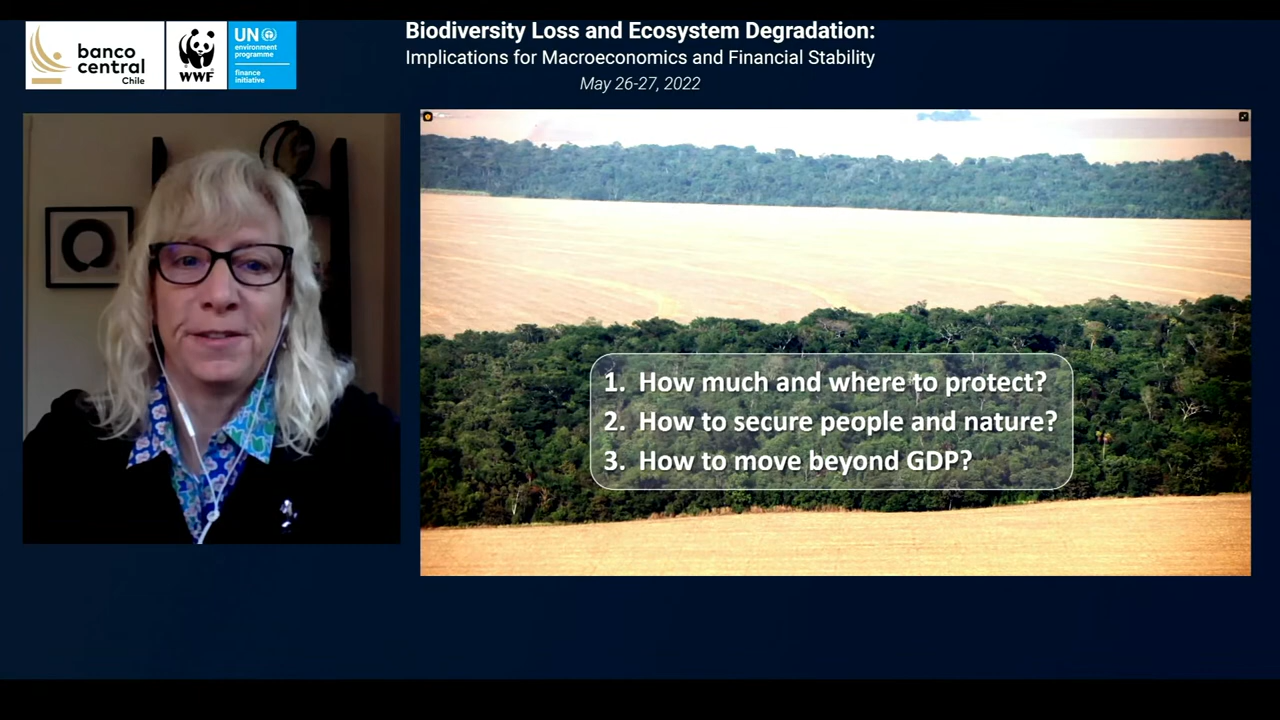 banco
central
Chile
WWF
UN
environment
programme
finance
initiative
Biodiversity Loss and Ecosystem Degradation:
Implications for Macroeconomics and Financial Stability
May 26-27, 2022
1. How much and where to protect?
2. How to secure people and nature?
3. How to move beyond GDP?